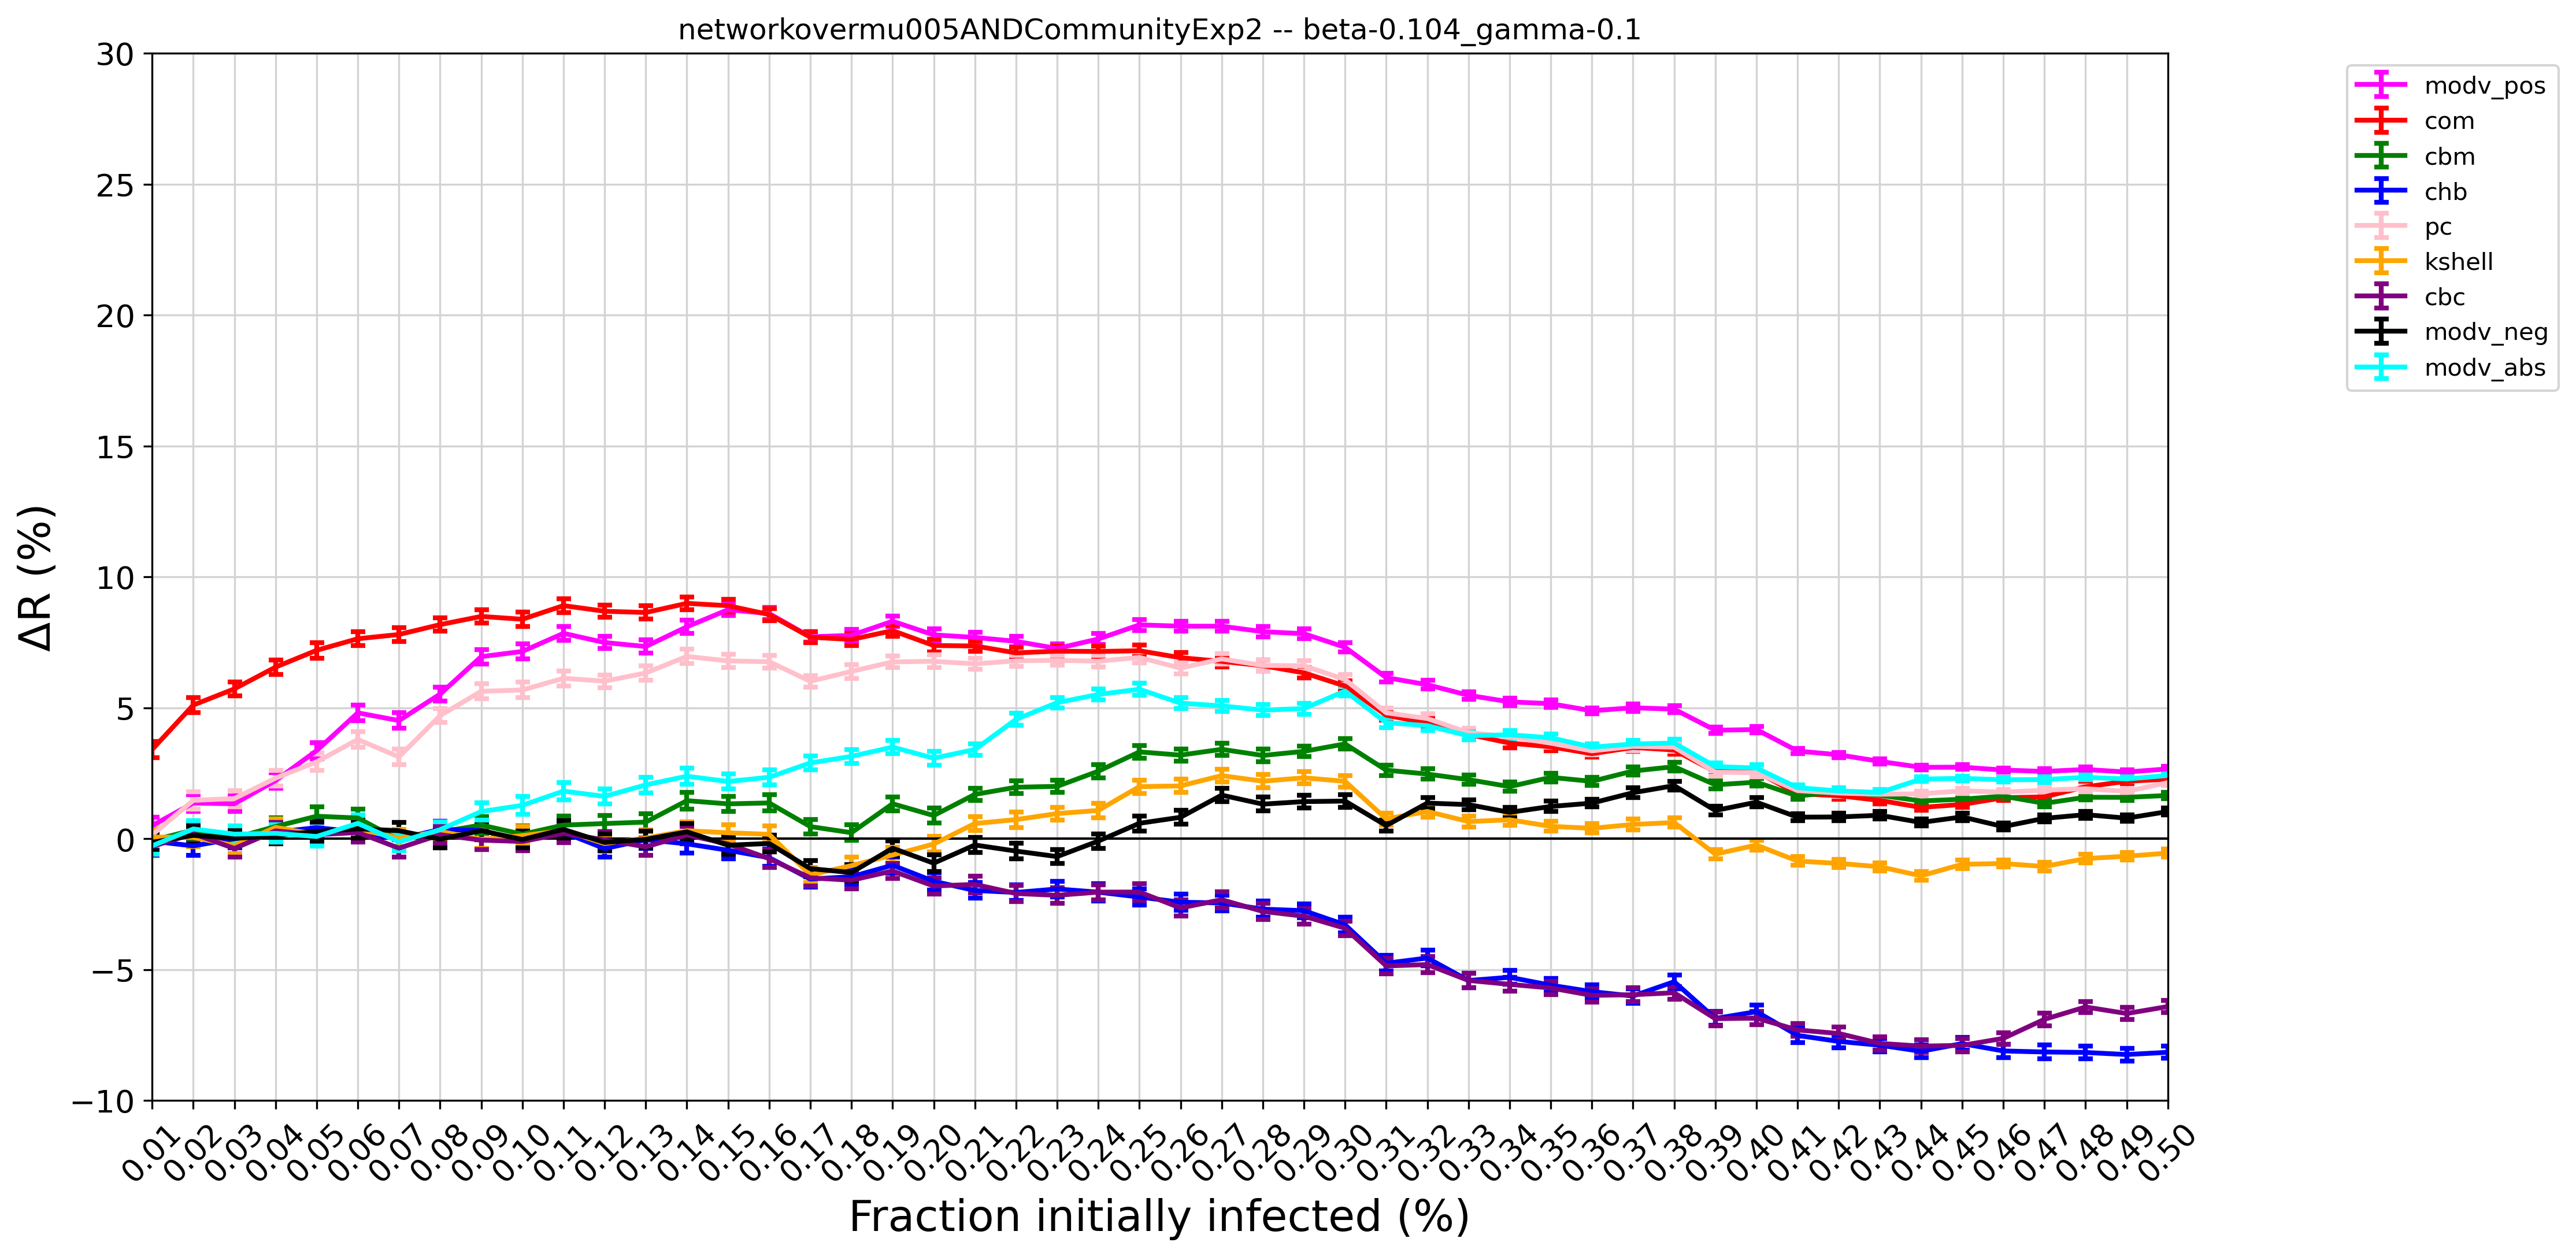 networkovermu005ANDCommunityExp2 -- beta-0.104_gamma-0.1
30
25
20
15
10
5
0
−5
−10
ΔR (%)
0.01 0.02 0.03 0.04 0.05 0.06 0.07 0.08 0.09 0.10 0.11 0.12 0.13 0.14 0.15 0.16 0.17 0.18 0.19 0.20 0.21 0.22 0.23 0.24 0.25 0.26 0.27 0.28 0.29 0.30 0.31 0.32 0.33 0.34 0.35 0.36 0.37 0.38 0.39 0.40 0.41 0.42 0.43 0.44 0.45 0.46 0.47 0.48 0.49 0.50
Fraction initially infected (%)
modv_pos
com
cbm
chb
pc
kshell
cbc
modv_neg
modv_abs